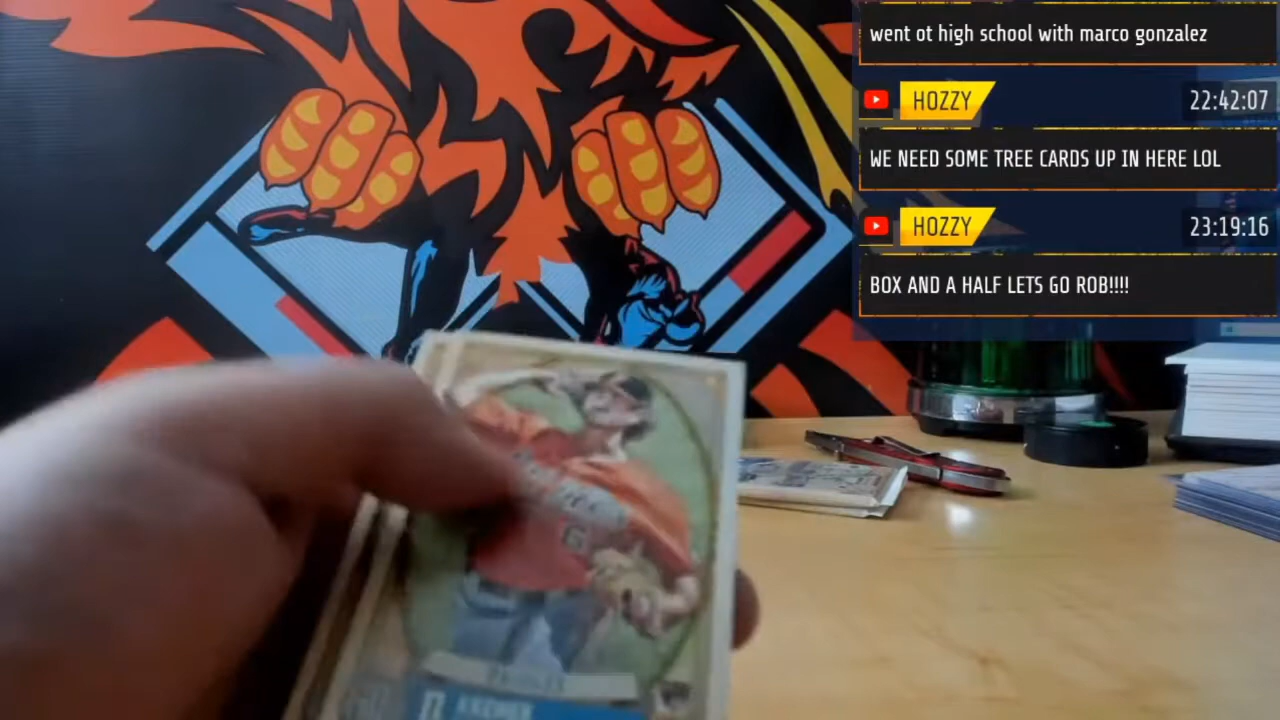 went ot high school with marco gonzalez
HOZZY 22:42:07
WE NEED SOME TREE CARDS UP IN HERE LOL
HOZZY 23:19:16
BOX AND A HALF LETS GO ROB!!!!
KREMER